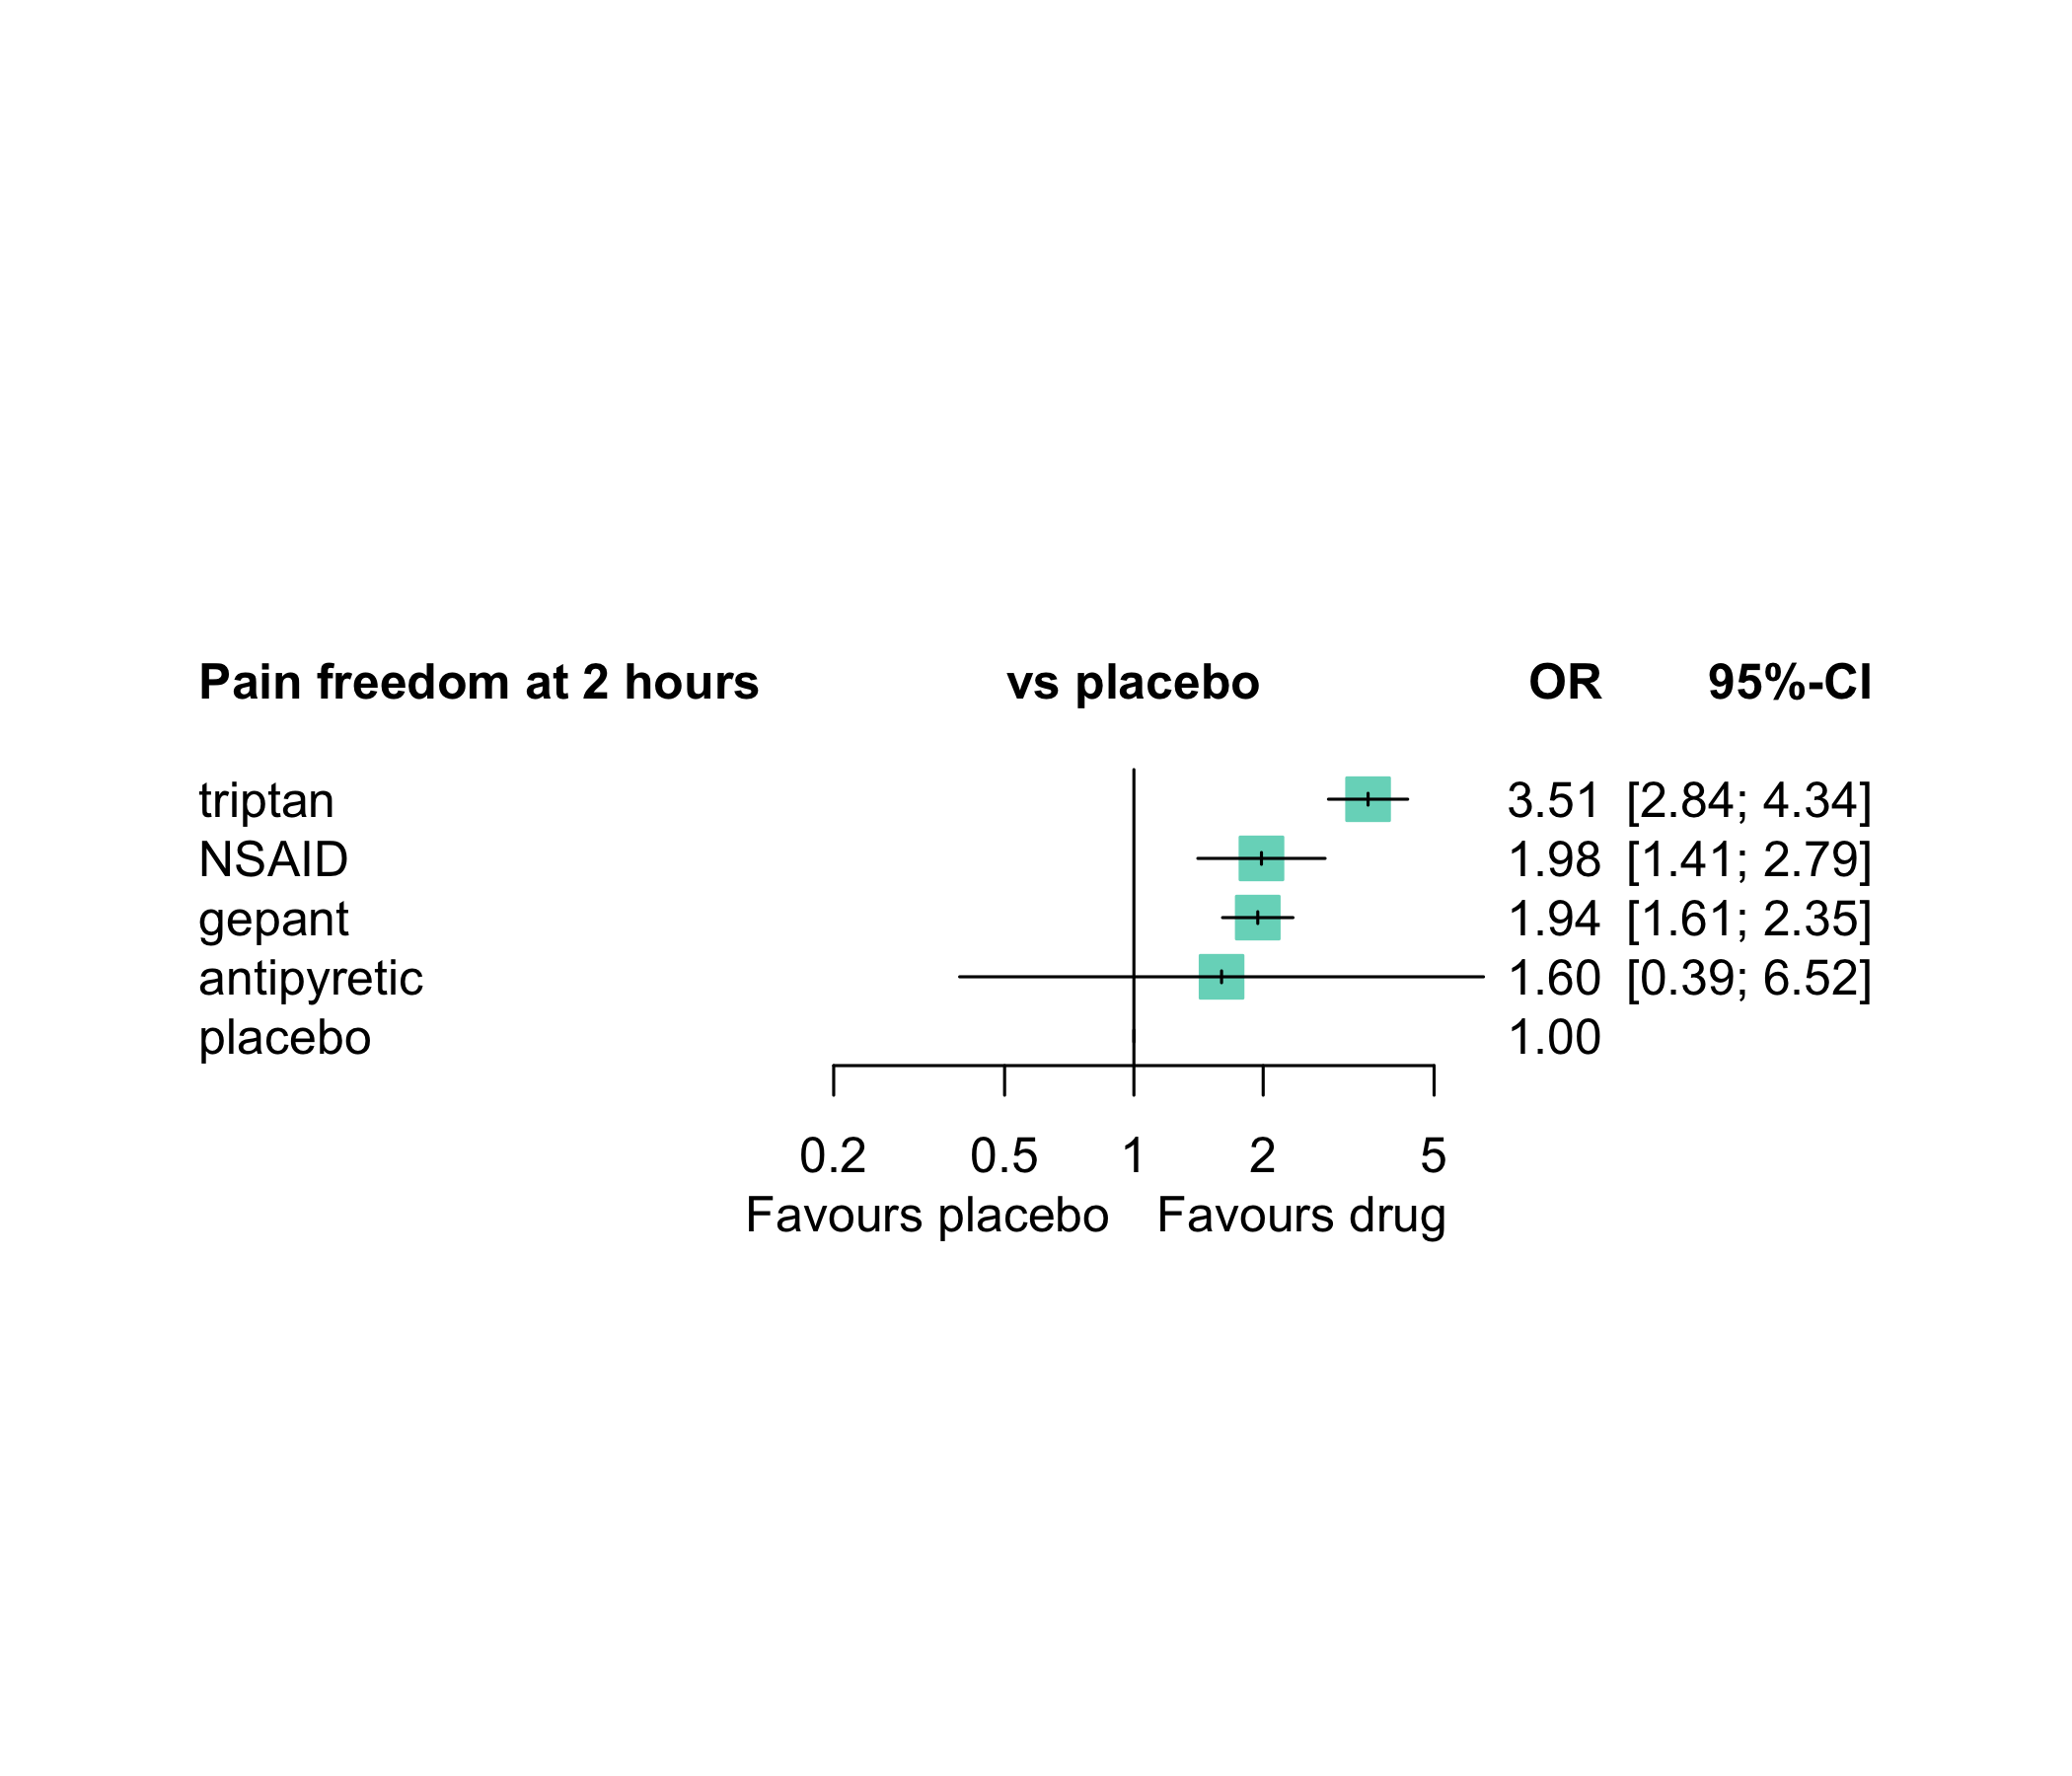 Pain freedom at 2 hours vs placebo OR 95%-CI
triptan 3.51 [2.84; 4.34]
NSAID 1.98 [1.41; 2.79]
gepant 1.94 [1.61; 2.35]
antipyretic 1.60 [0.39; 6.52]
placebo 1.00
0.2 0.5 1 2 5
Favours placebo Favours drug